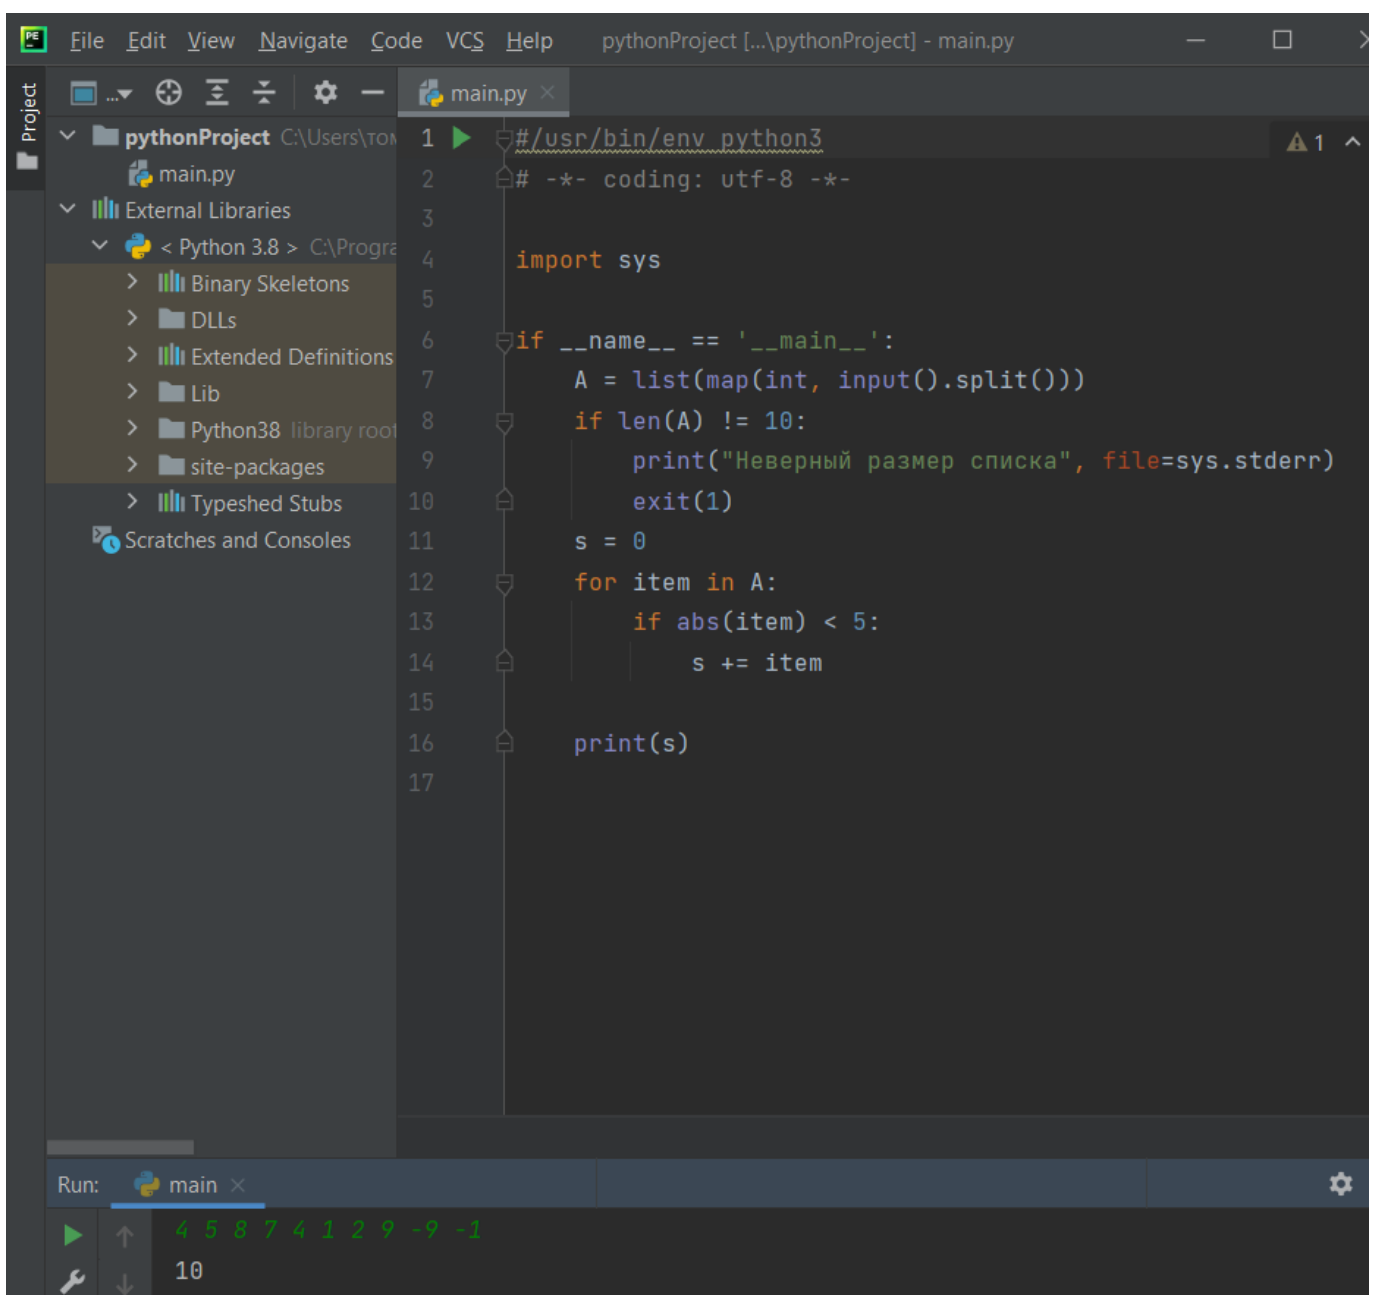 PE File Edit View Navigate Code VCS Help pythonProject [...\pythonProject] - main.py
Project
... main.py
pythonProject C:\Users\том
main.py
External Libraries
< Python 3.8 > C:\Progra
Binary Skeletons
DLLs
Extended Definitions
Lib
Python38 library root
site-packages
Typeshed Stubs
Scratches and Consoles
1 #/usr/bin/env python3 1
2 # -*- coding: utf-8 -*-
3
4 import sys
5
6 if __name__ == '__main__':
7 A = list(map(int, input().split()))
8 if len(A) != 10:
9 print("Неверный размер списка", file=sys.stderr)
10 exit(1)
11 s = 0
12 for item in A:
13 if abs(item) < 5:
14 s += item
15
16 print(s)
17
Run: main
4 5 8 7 4 1 2 9 -9 -1
10